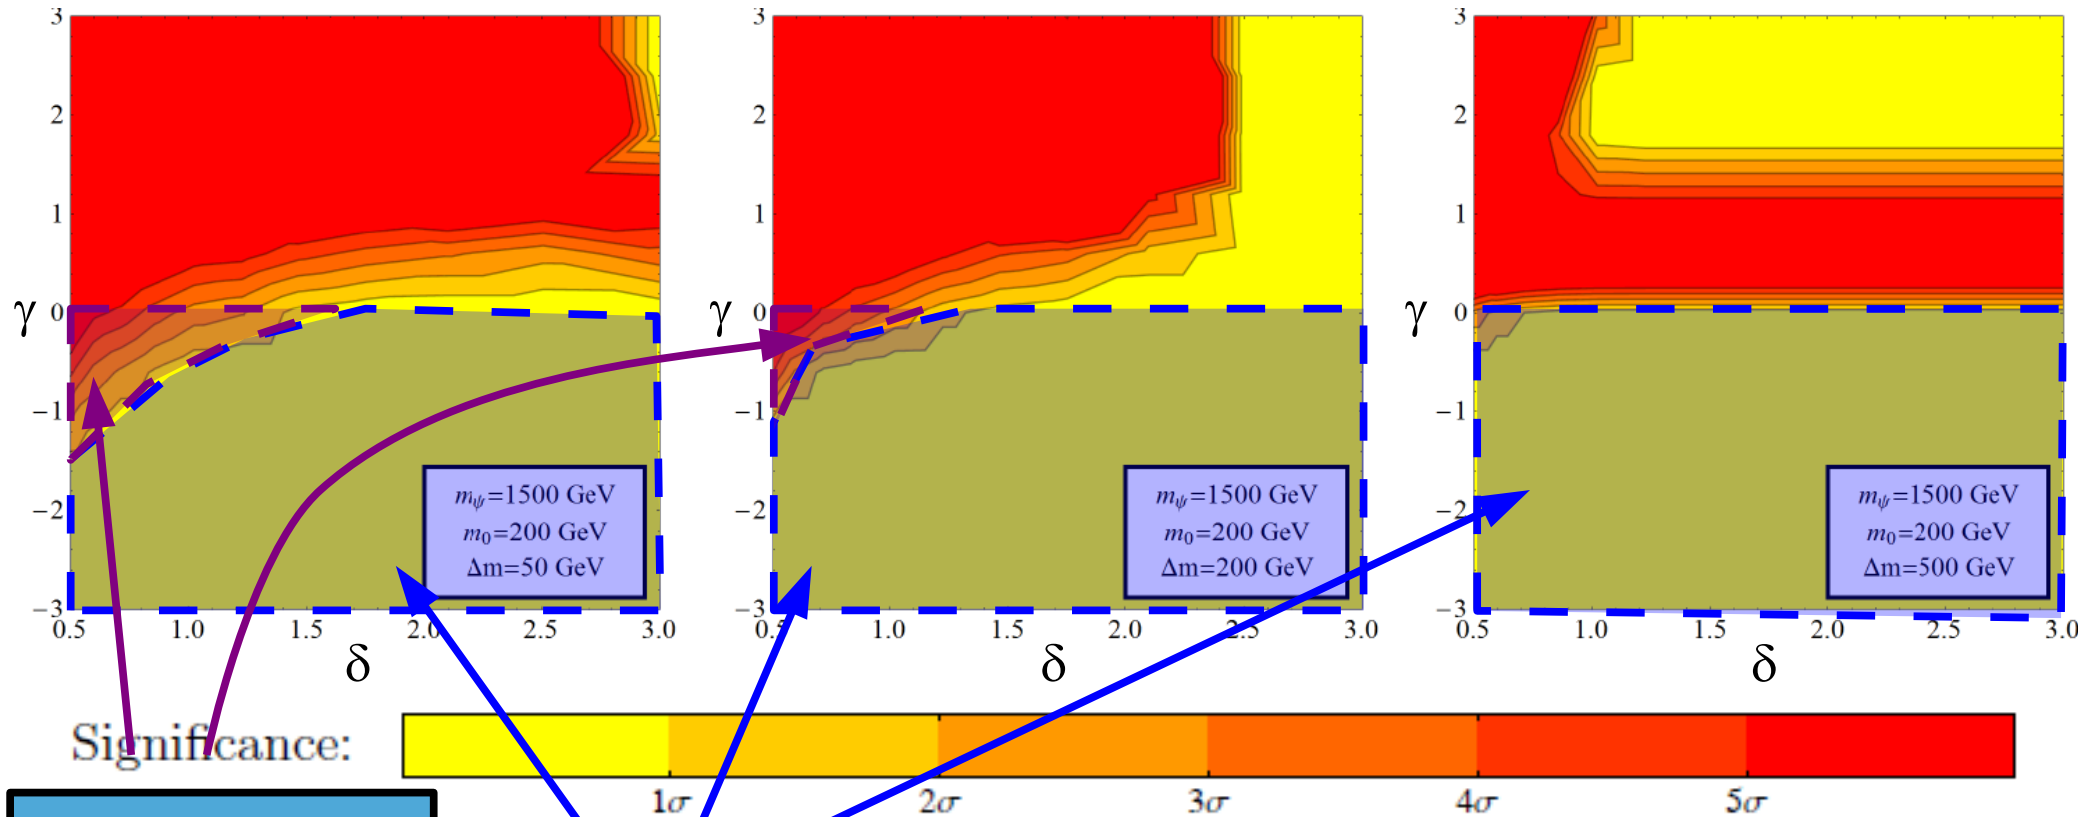 3 3 3
2 2 2
1 1 1
γ 0 γ 0 γ 0
−1 −1 −1
−2 −2 −2
−3 −3 −3
mψ=1500 GeV
m0=200 GeV
Δm=50 GeV
mψ=1500 GeV
m0=200 GeV
Δm=200 GeV
mψ=1500 GeV
m0=200 GeV
Δm=500 GeV
0.5 1.0 1.5 2.0 2.5 3.0 0.5 1.0 1.5 2.0 2.5 3.0 0.5 1.0 1.5 2.0 2.5 3.0
δ δ δ
Significance:
1σ 2σ 3σ 4σ 5σ